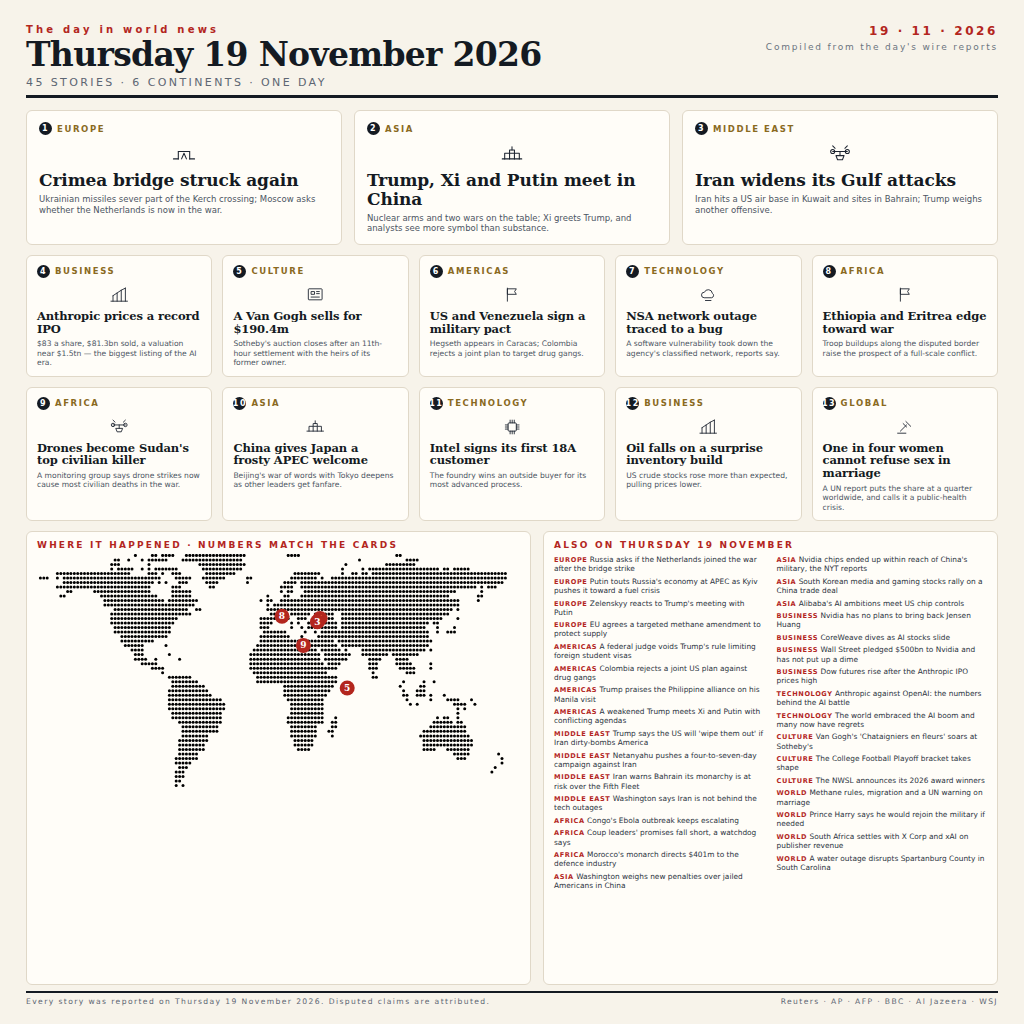 The day in world news
Thursday 19 November 2026
45 STORIES · 6 CONTINENTS · ONE DAY
19 · 11 · 2026
Compiled from the day's wire reports
1 EUROPE
Crimea bridge struck again
Ukrainian missiles sever part of the Kerch crossing; Moscow asks
whether the Netherlands is now in the war.
2 ASIA
Trump, Xi and Putin meet in
China
Nuclear arms and two wars on the table; Xi greets Trump, and
analysts see more symbol than substance.
3 MIDDLE EAST
Iran widens its Gulf attacks
Iran hits a US air base in Kuwait and sites in Bahrain; Trump weighs
another offensive.
4 BUSINESS
Anthropic prices a record
IPO
$83 a share, $81.3bn sold, a valuation
near $1.5tn — the biggest listing of the AI
era.
5 CULTURE
A Van Gogh sells for
$190.4m
Sotheby's auction closes after an 11th-
hour settlement with the heirs of its
former owner.
6 AMERICAS
US and Venezuela sign a
military pact
Hegseth appears in Caracas; Colombia
rejects a joint plan to target drug gangs.
7 TECHNOLOGY
NSA network outage
traced to a bug
A software vulnerability took down the
agency's classified network, reports say.
8 AFRICA
Ethiopia and Eritrea edge
toward war
Troop buildups along the disputed border
raise the prospect of a full-scale conflict.
9 AFRICA
Drones become Sudan's
top civilian killer
A monitoring group says drone strikes now
cause most civilian deaths in the war.
10 ASIA
China gives Japan a
frosty APEC welcome
Beijing's war of words with Tokyo deepens
as other leaders get fanfare.
11 TECHNOLOGY
Intel signs its first 18A
customer
The foundry wins an outside buyer for its
most advanced process.
12 BUSINESS
Oil falls on a surprise
inventory build
US crude stocks rose more than expected,
pulling prices lower.
13 GLOBAL
One in four women
cannot refuse sex in
marriage
A UN report puts the share at a quarter
worldwide, and calls it a public-health
crisis.
WHERE IT HAPPENED · NUMBERS MATCH THE CARDS
8
3
9
5
ALSO ON THURSDAY 19 NOVEMBER
EUROPE Russia asks if the Netherlands joined the war
after the bridge strike
EUROPE Putin touts Russia's economy at APEC as Kyiv
pushes it toward a fuel crisis
EUROPE Zelenskyy reacts to Trump's meeting with
Putin
EUROPE EU agrees a targeted methane amendment to
protect supply
AMERICAS A federal judge voids Trump's rule limiting
foreign student visas
AMERICAS Colombia rejects a joint US plan against
drug gangs
AMERICAS Trump praises the Philippine alliance on his
Manila visit
AMERICAS A weakened Trump meets Xi and Putin with
conflicting agendas
MIDDLE EAST Trump says the US will 'wipe them out' if
Iran dirty-bombs America
MIDDLE EAST Netanyahu pushes a four-to-seven-day
campaign against Iran
MIDDLE EAST Iran warns Bahrain its monarchy is at
risk over the Fifth Fleet
MIDDLE EAST Washington says Iran is not behind the
tech outages
AFRICA Congo's Ebola outbreak keeps escalating
AFRICA Coup leaders' promises fall short, a watchdog
says
AFRICA Morocco's monarch directs $401m to the
defence industry
ASIA Washington weighs new penalties over jailed
Americans in China
ASIA Nvidia chips ended up within reach of China's
military, the NYT reports
ASIA South Korean media and gaming stocks rally on a
China trade deal
ASIA Alibaba's AI ambitions meet US chip controls
BUSINESS Nvidia has no plans to bring back Jensen
Huang
BUSINESS CoreWeave dives as AI stocks slide
BUSINESS Wall Street pledged $500bn to Nvidia and
has not put up a dime
BUSINESS Dow futures rise after the Anthropic IPO
prices high
TECHNOLOGY Anthropic against OpenAI: the numbers
behind the AI battle
TECHNOLOGY The world embraced the AI boom and
many now have regrets
CULTURE Van Gogh's 'Chataigniers en fleurs' soars at
Sotheby's
CULTURE The College Football Playoff bracket takes
shape
CULTURE The NWSL announces its 2026 award winners
WORLD Methane rules, migration and a UN warning on
marriage
WORLD Prince Harry says he would rejoin the military if
needed
WORLD South Africa settles with X Corp and xAI on
publisher revenue
WORLD A water outage disrupts Spartanburg County in
South Carolina
Every story was reported on Thursday 19 November 2026. Disputed claims are attributed.
Reuters · AP · AFP · BBC · Al Jazeera · WSJ